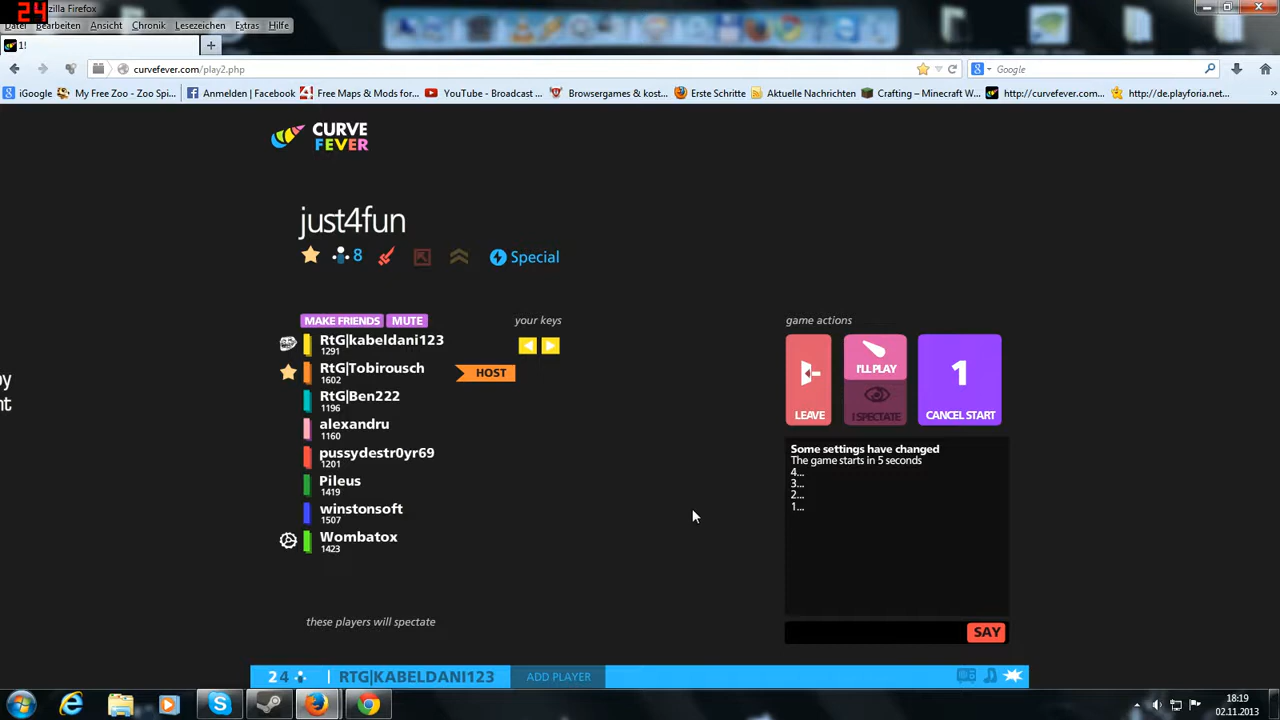 24
zilla Firefox
Datei Bearbeiten Ansicht Chronik Lesezeichen Extras Hilfe
1!
curvefever.com/play2.php
Google
iGoogle My Free Zoo - Zoo Spi... Anmelden | Facebook Free Maps & Mods for... YouTube - Broadcast ... Browsergames & kost... Erste Schritte Aktuelle Nachrichten Crafting – Minecraft W... http://curvefever.com... http://de.playforia.net... »
CURVE
FEVER
just4fun
8 Special
MAKE FRIENDS MUTE your keys
RtG|kabeldani123
1291
RtG|Tobirousch HOST
1602
RtG|Ben222
1196
alexandru
1160
pussydestr0yr69
1201
Pileus
1419
winstonsoft
1507
Wombatox
1423
these players will spectate
y
nt
game actions
LEAVE
I'LL PLAY
I SPECTATE
1
CANCEL START
Some settings have changed
The game starts in 5 seconds
4...
3...
2...
1...
SAY
24 RTG|KABELDANI123 ADD PLAYER
18:19
02.11.2013